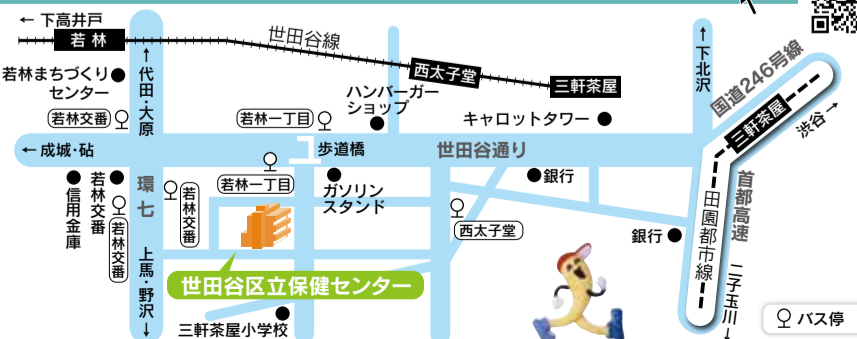 ← 下高井戸
若林
世田谷線
西太子堂
三軒茶屋
若林まちづくり
センター
↑代田・大原
ハンバーガー
ショップ
キャロットタワー
↑下北沢
国道246号線
三軒茶屋
渋谷→
若林交番
若林一丁目
← 成城・砧
歩道橋
世田谷通り
環七
若林一丁目
ガソリン
スタンド
銀行
信用金庫
若林交番
若林交番
若林交番
西太子堂
銀行
田園都市線
首都高速
上馬・野沢↓
世田谷区立保健センター
三軒茶屋小学校
二子玉川↓
バス停